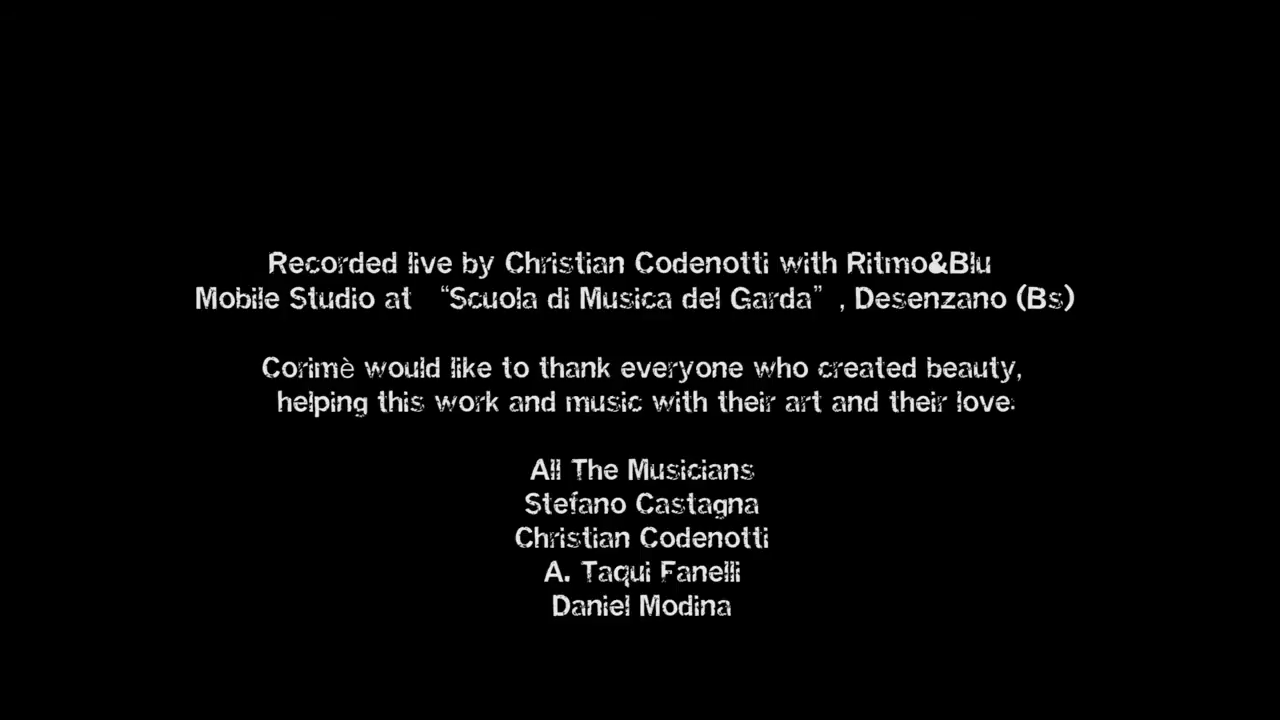 Recorded live by Christian Codenotti with Ritmo&Blu
Mobile Studio at “Scuola di Musica del Garda”, Desenzano (Bs)
Corimè would like to thank everyone who created beauty,
helping this work and music with their art and their love:
All The Musicians
Stefano Castagna
Christian Codenotti
A. Taqui Fanelli
Daniel Modina